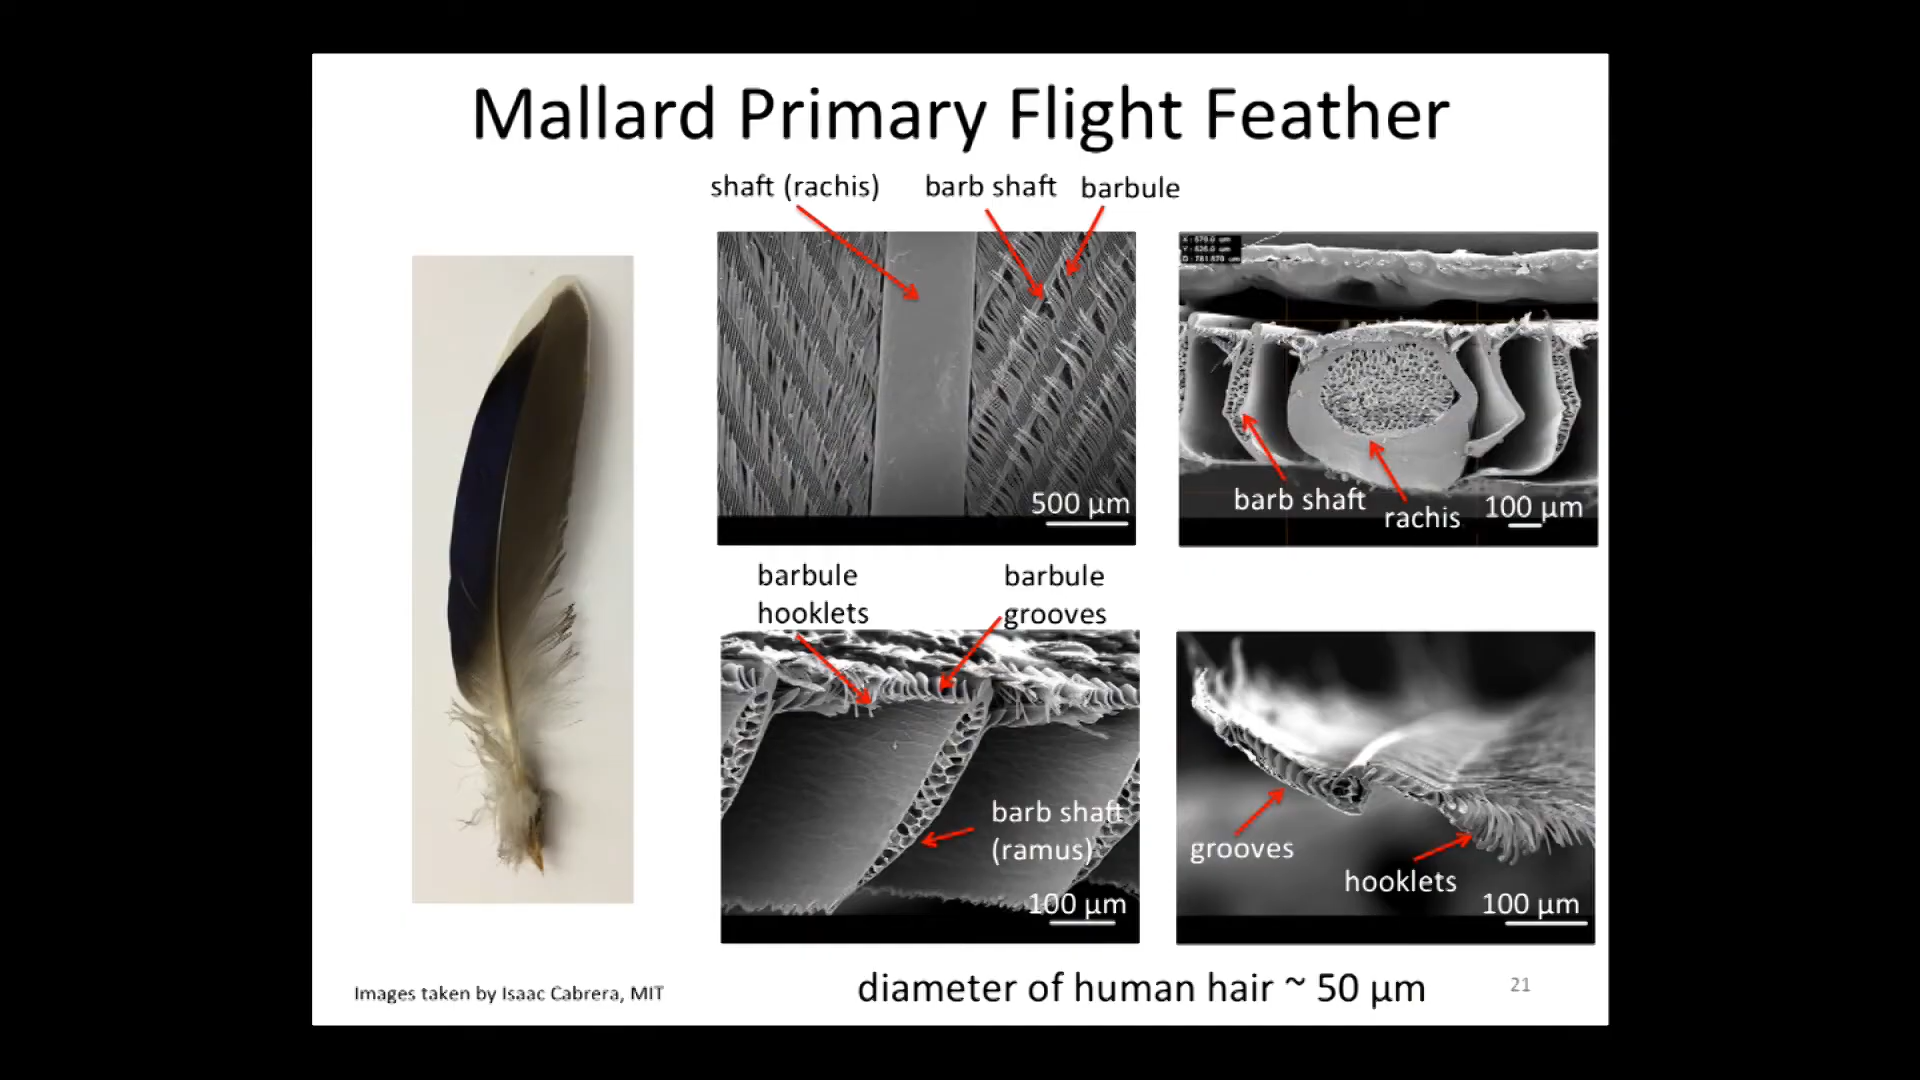 Mallard Primary Flight Feather
shaft (rachis)
barb shaft
barbule
500 µm
barb shaft
rachis
100 µm
barbule
hooklets
barbule
grooves
barb shaft
(ramus)
100 µm
grooves
hooklets
100 µm
Images taken by Isaac Cabrera, MIT
diameter of human hair ~ 50 µm
21